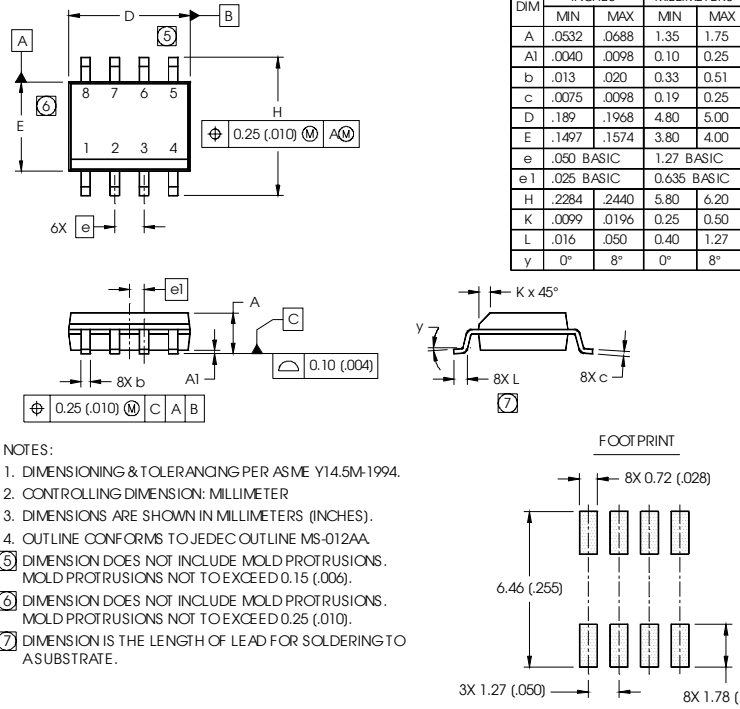 D
B
5
A
DIM
MIN MAX MIN MAX
A .0532 .0688 1.35 1.75
A1 .0040 .0098 0.10 0.25
b .013 .020 0.33 0.51
c .0075 .0098 0.19 0.25
D .189 .1968 4.80 5.00
E .1497 .1574 3.80 4.00
e .050 BASIC 1.27 BASIC
e1 .025 BASIC 0.635 BASIC
H .2284 .2440 5.80 6.20
K .0099 .0196 0.25 0.50
L .016 .050 0.40 1.27
y 0° 8° 0° 8°
8 7 6 5
6
E
H
0.25 (.010) M A M
1 2 3 4
6X e
e1
A
C
K x 45°
y
8X b
A1
0.10 (.004)
8X L
8X c
7
0.25 (.010) M C A B
NOTES:
1. DIMENSIONING & TOLERANCING PER ASME Y14.5M-1994.
2. CONTROLLING DIMENSION: MILLIMETER
3. DIMENSIONS ARE SHOWN IN MILLIMETERS (INCHES).
4. OUTLINE CONFORMS TO JEDEC OUTLINE MS-012AA.
5 DIMENSION DOES NOT INCLUDE MOLD PROTRUSIONS.
MOLD PROTRUSIONS NOT TO EXCEED 0.15 (.006).
6 DIMENSION DOES NOT INCLUDE MOLD PROTRUSIONS.
MOLD PROTRUSIONS NOT TO EXCEED 0.25 (.010).
7 DIMENSION IS THE LENGTH OF LEAD FOR SOLDERING TO
A SUBSTRATE.
FOOTPRINT
8X 0.72 (.028)
6.46 (.255)
3X 1.27 (.050)
8X 1.78 (